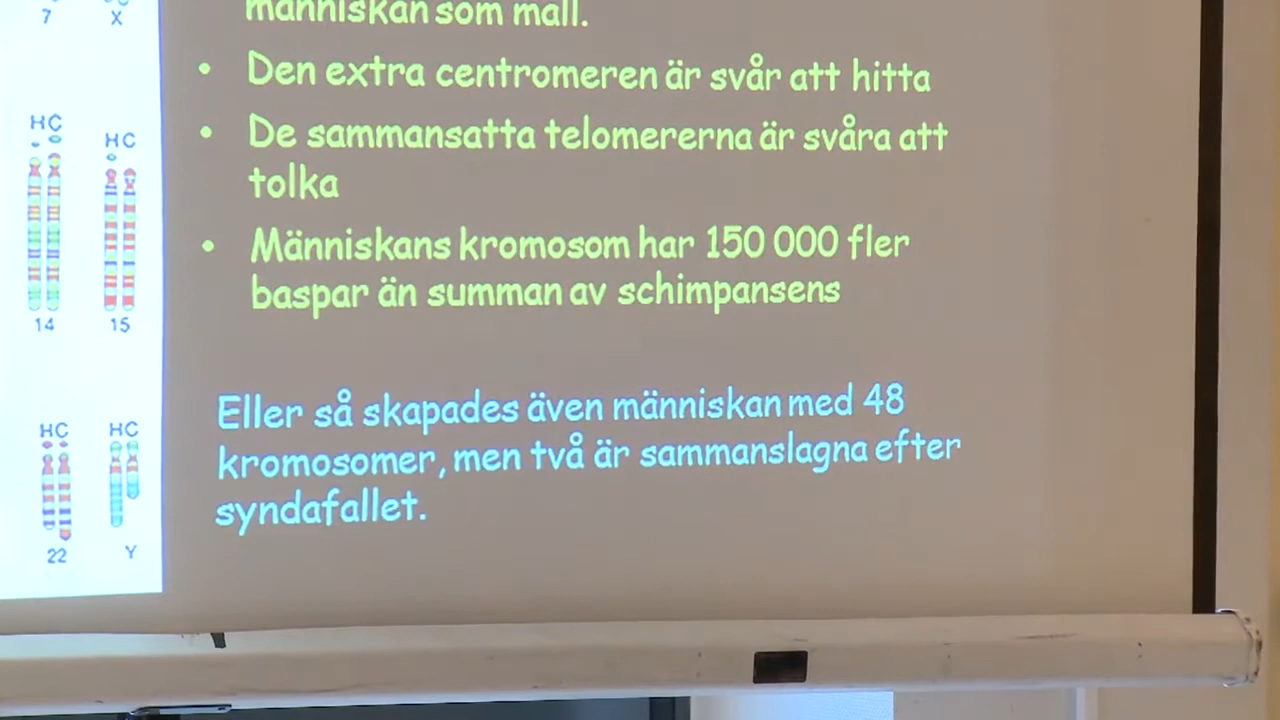 7 X
människan som mall.
• Den extra centromeren är svår att hitta
• De sammansatta telomererna är svåra att
tolka
• Människans kromosom har 150 000 fler
baspar än summan av schimpansens
Eller så skapades även människan med 48
kromosomer, men två är sammanslagna efter
syndafallet.
HC HC
14 15
HC HC
22 Y